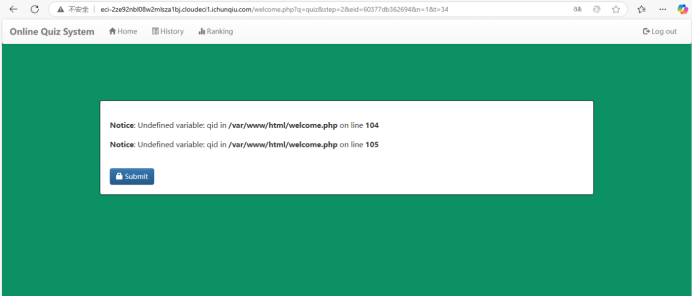 不安全 eci-2ze92nbl08w2mlsza1bj.cloudeci1.ichunqiu.com/welcome.php?q=quiz&step=2&eid=60377db362694&n=1&t=34
Online Quiz System Home History Ranking Log out
Notice: Undefined variable: qid in /var/www/html/welcome.php on line 104
Notice: Undefined variable: qid in /var/www/html/welcome.php on line 105
Submit